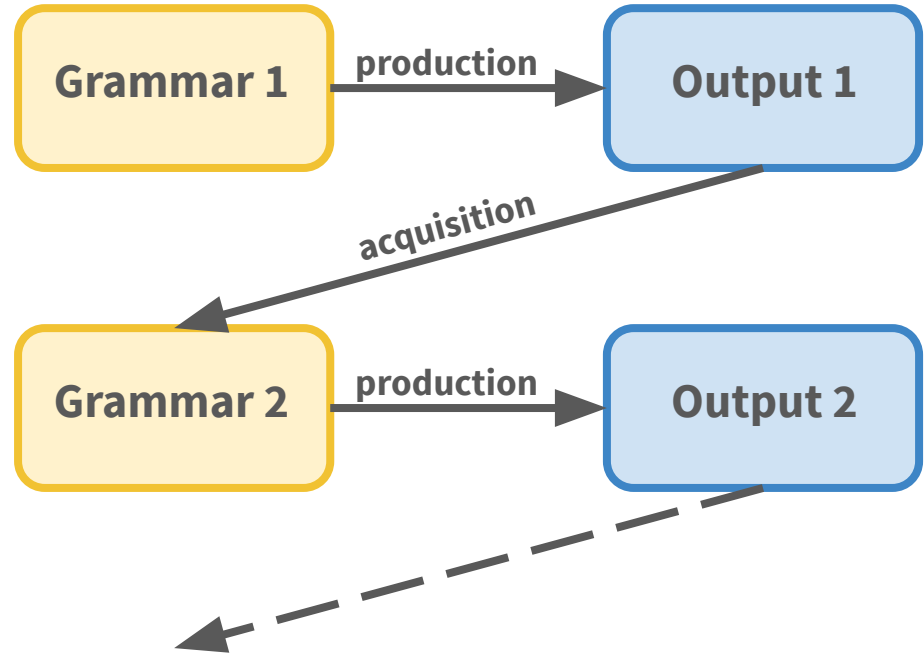 Grammar 1
production
Output 1
acquisition
Grammar 2
production
Output 2